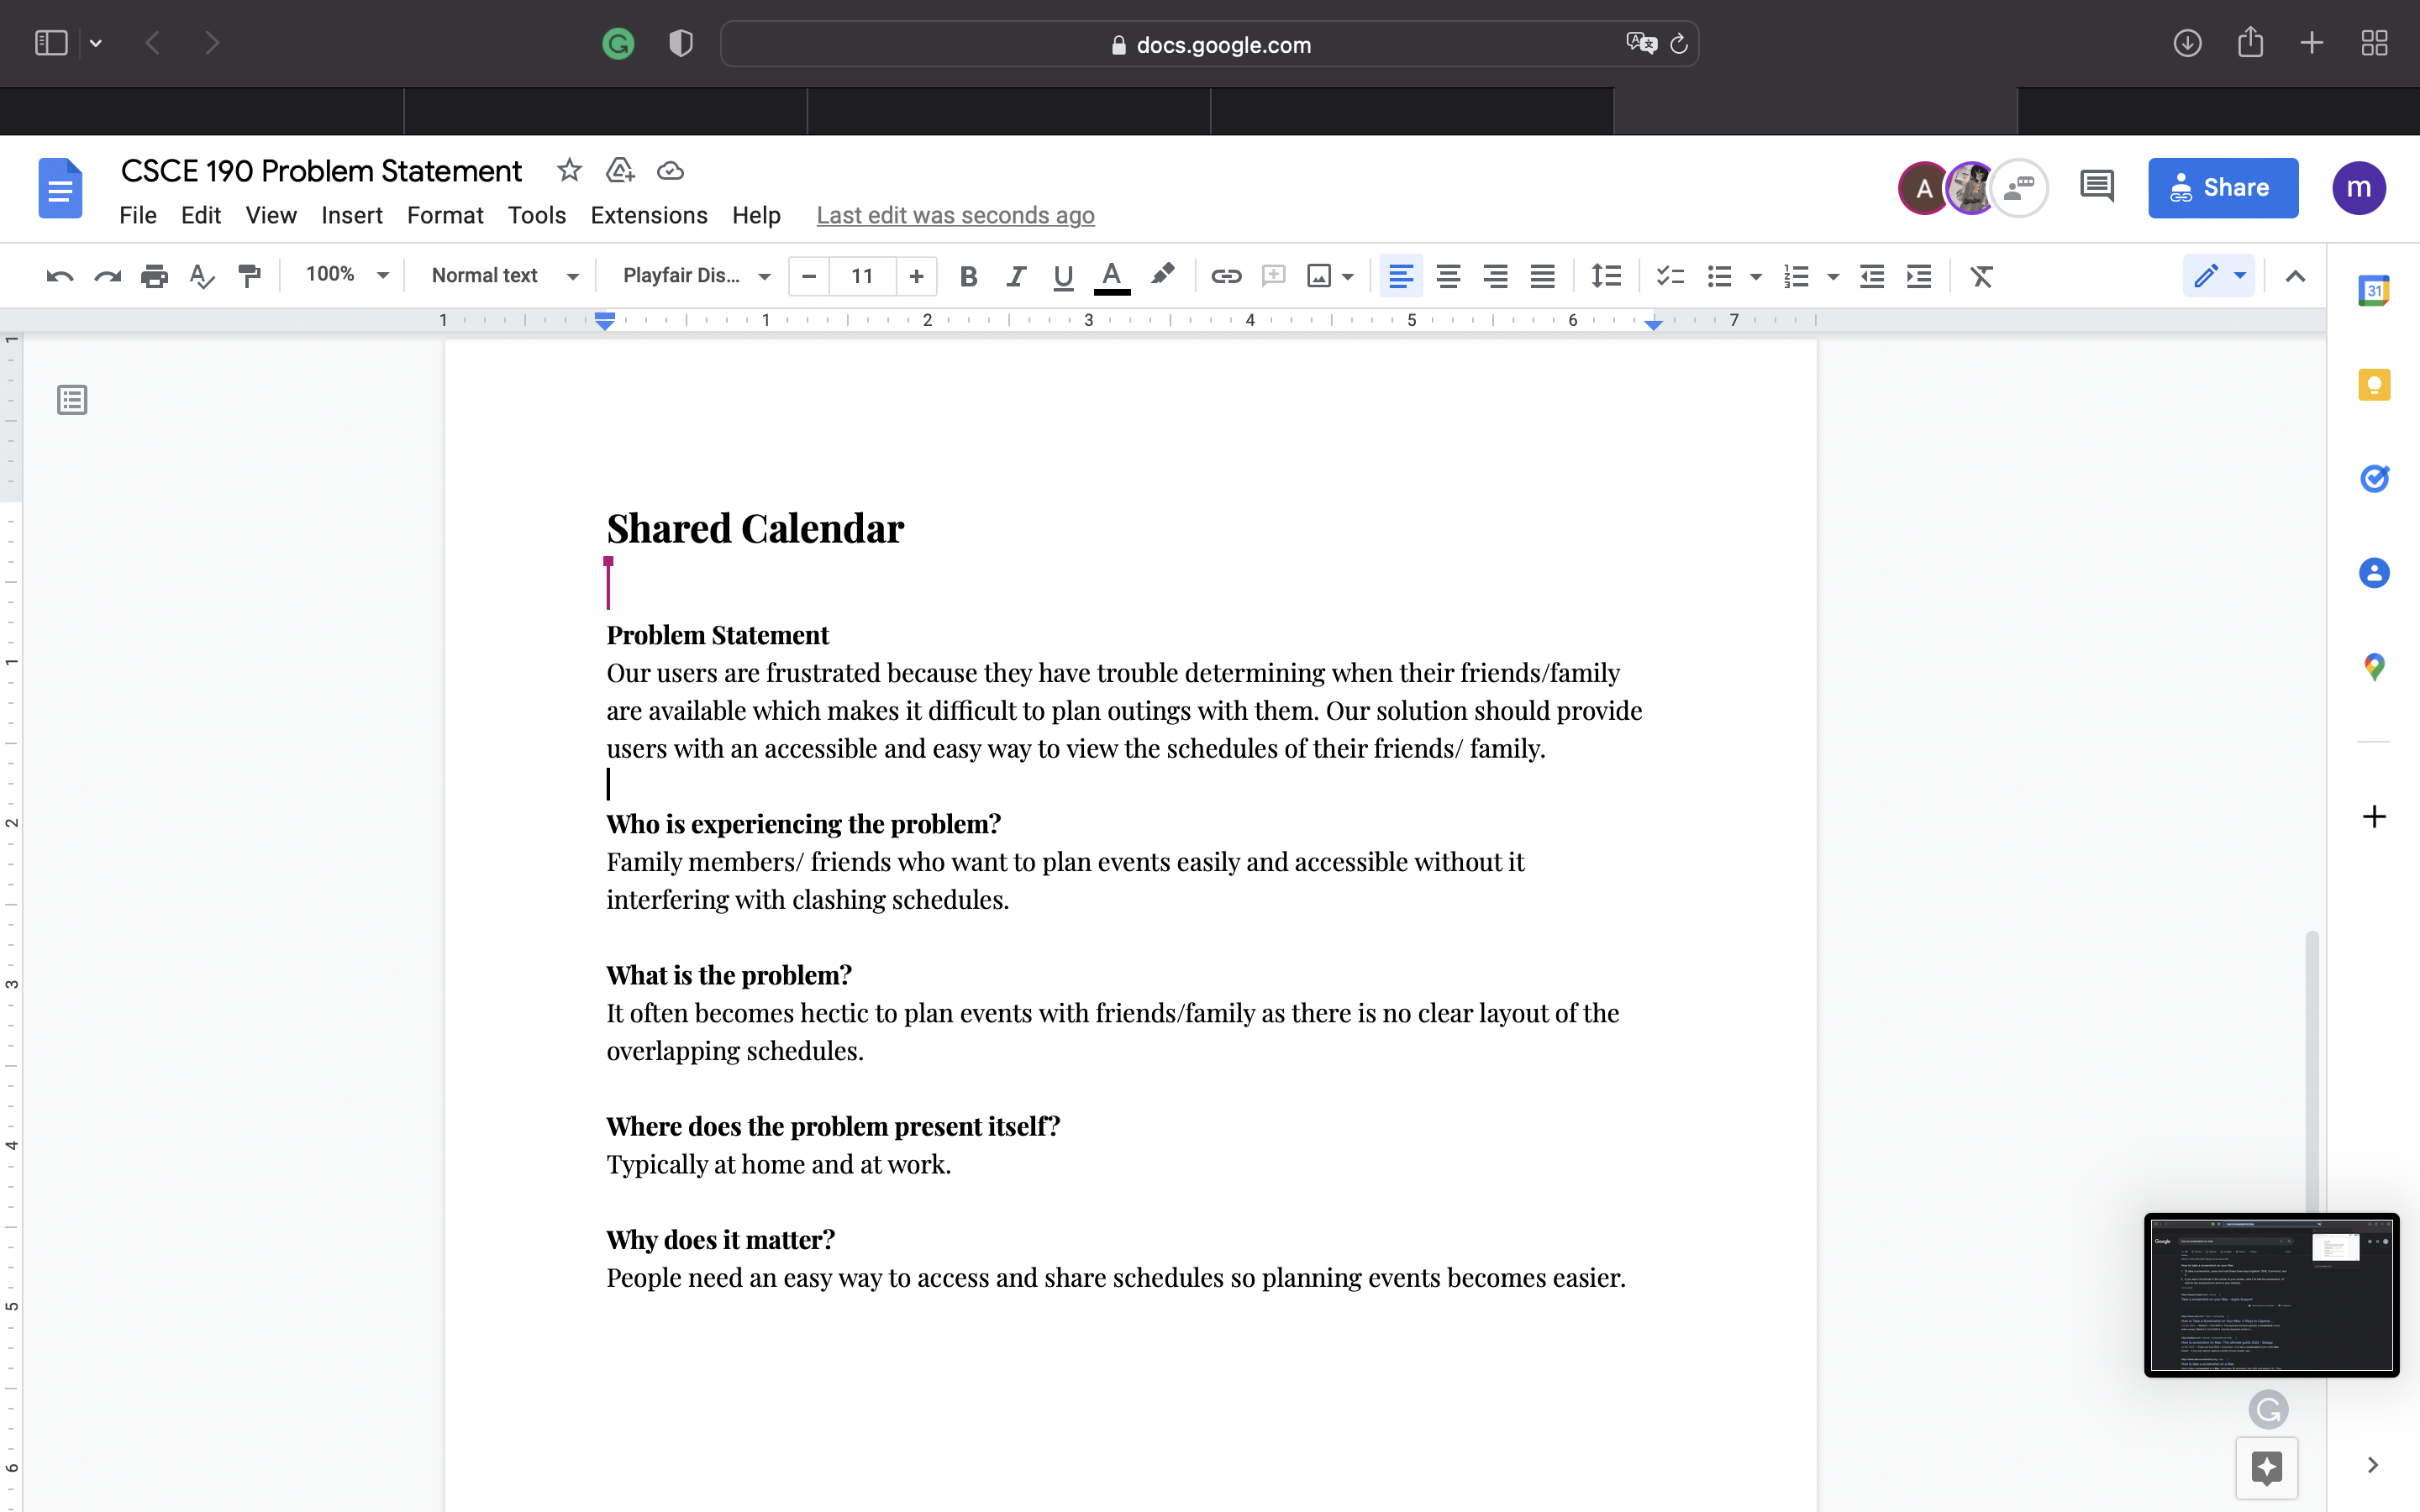 docs.google.com
CSCE 190 Problem Statement
File Edit View Insert Format Tools Extensions Help Last edit was seconds ago
A
Share
m
100% Normal text Playfair Dis... 11 B I U A
31
1 1 2 3 4 5 6 7
1
1
2
3
4
5
6
Shared Calendar
Problem Statement
Our users are frustrated because they have trouble determining when their friends/family
are available which makes it difficult to plan outings with them. Our solution should provide
users with an accessible and easy way to view the schedules of their friends/ family.
Who is experiencing the problem?
Family members/ friends who want to plan events easily and accessible without it
interfering with clashing schedules.
What is the problem?
It often becomes hectic to plan events with friends/family as there is no clear layout of the
overlapping schedules.
Where does the problem present itself?
Typically at home and at work.
Why does it matter?
People need an easy way to access and share schedules so planning events becomes easier.
Google